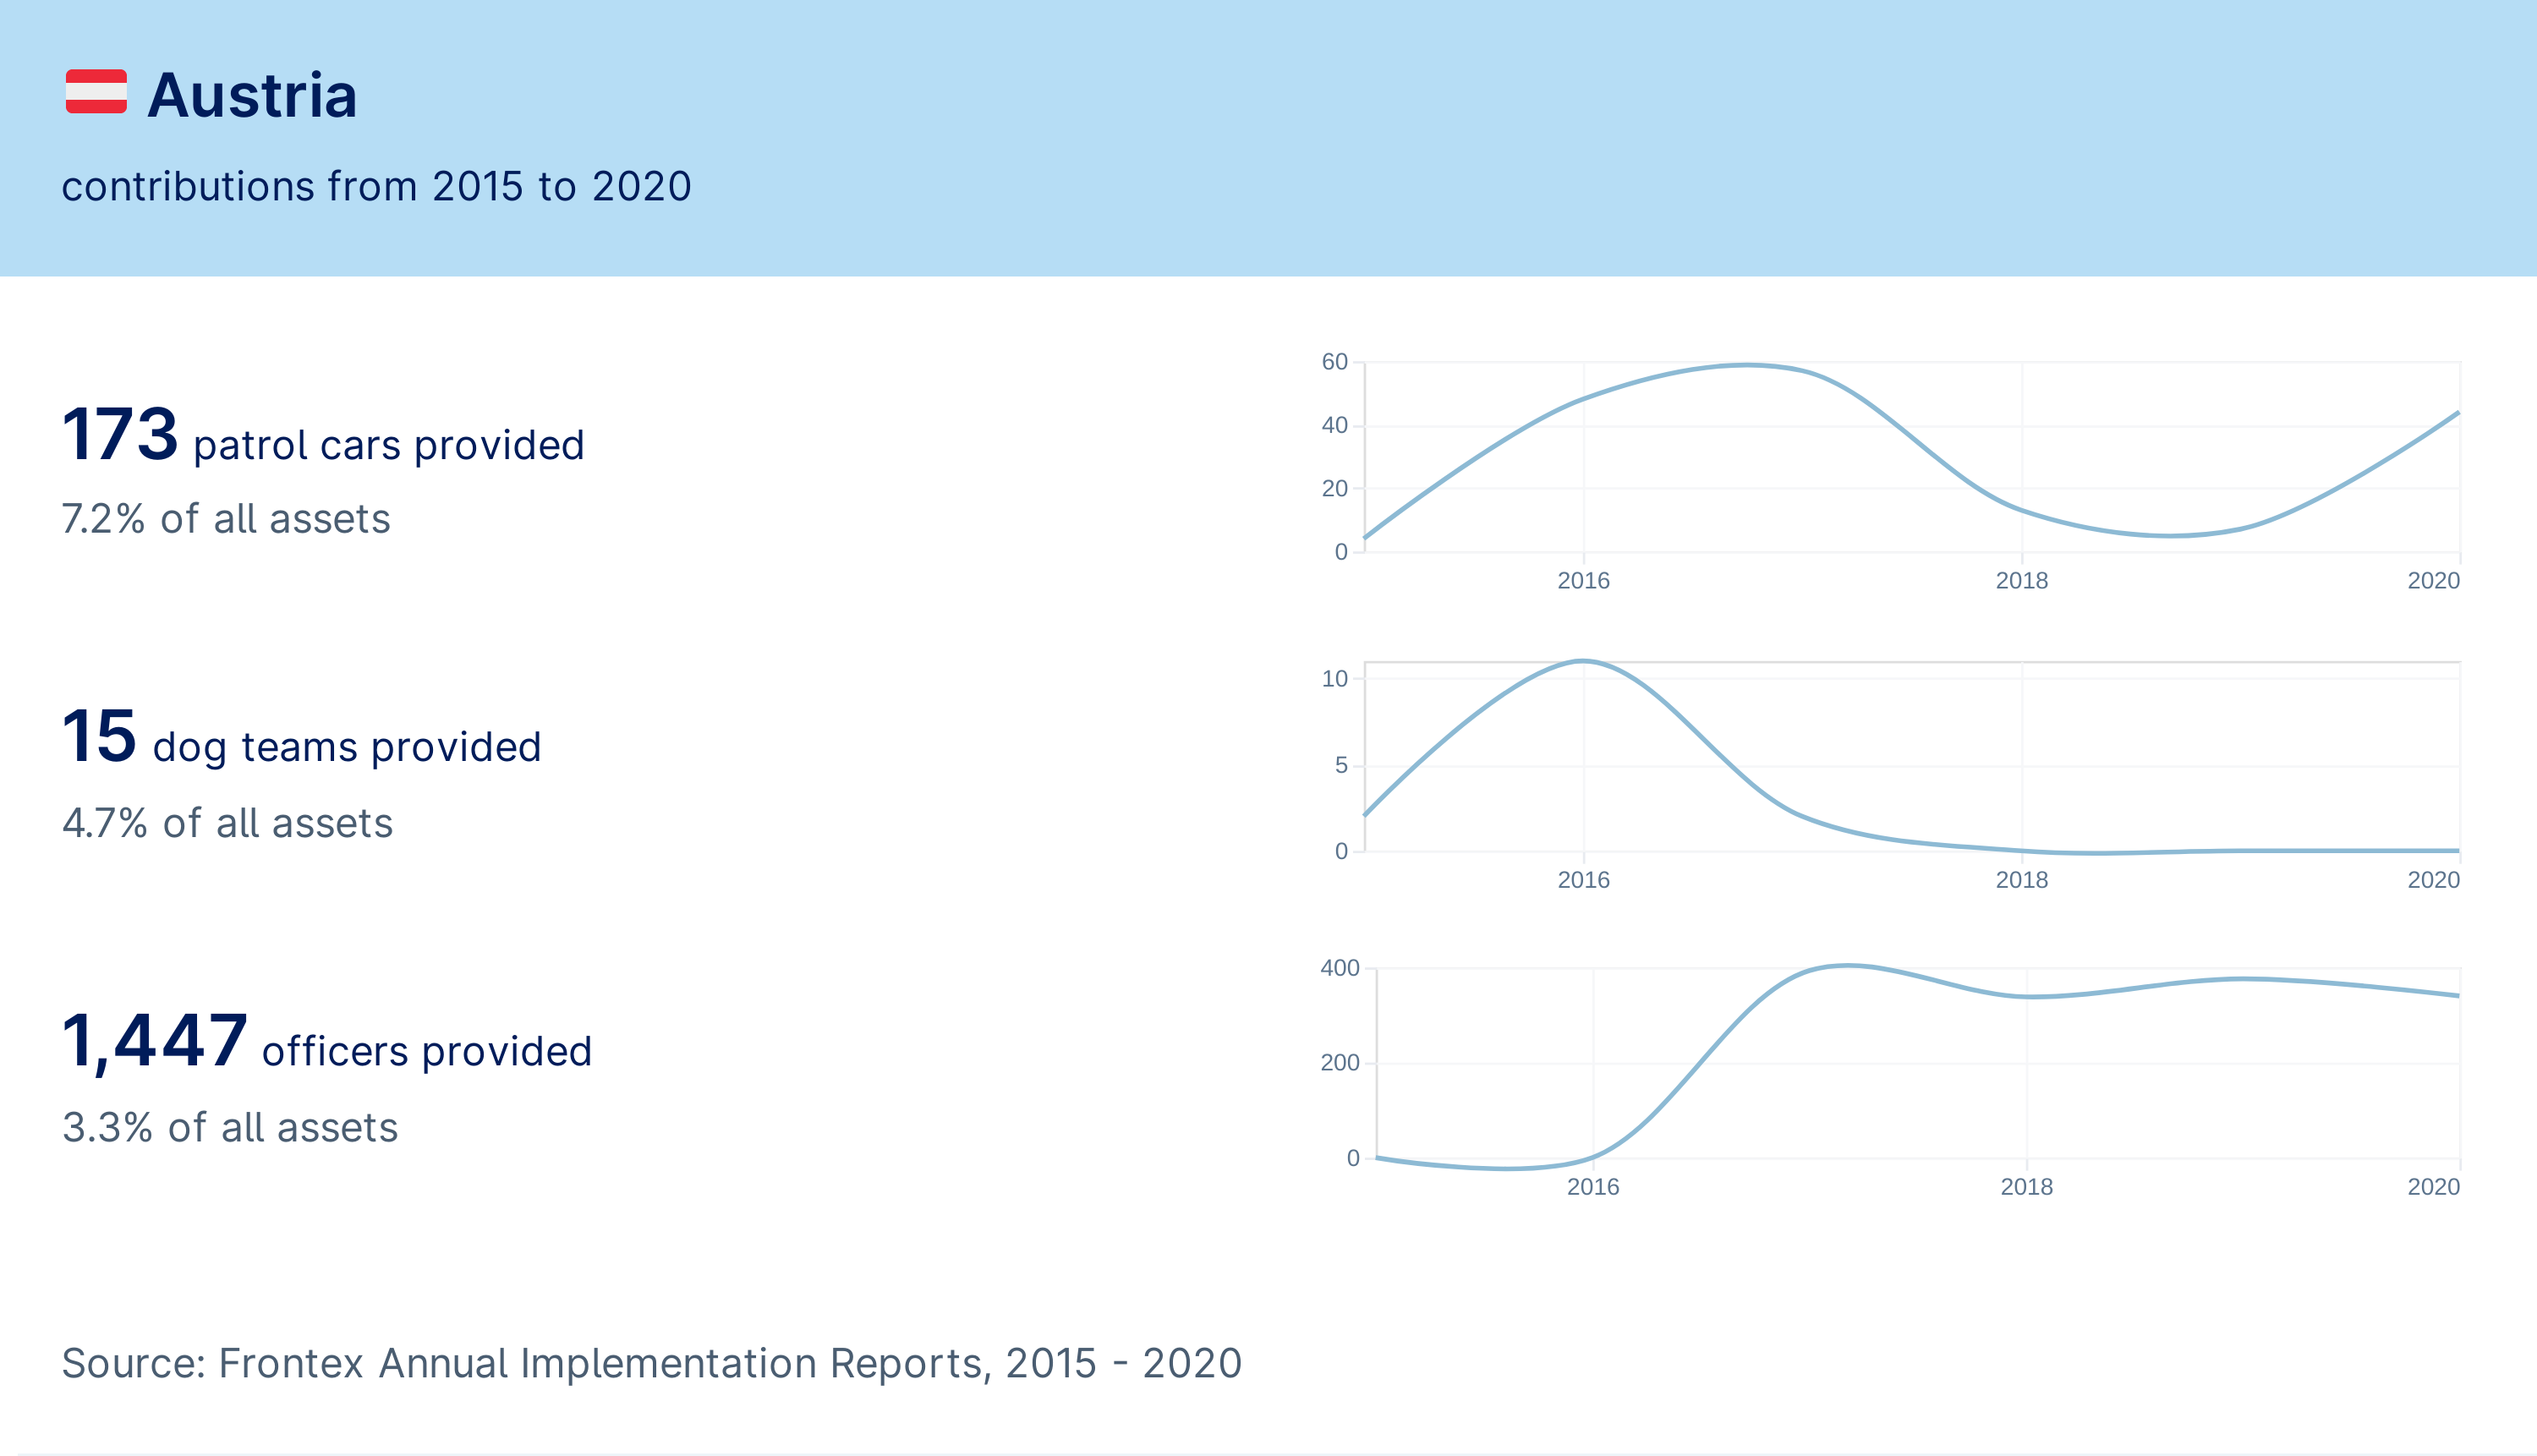 Austria
contributions from 2015 to 2020
173 patrol cars provided
7.2% of all assets
60
40
20
0
2016 2018 2020
15 dog teams provided
4.7% of all assets
10
5
0
2016 2018 2020
1,447 officers provided
3.3% of all assets
400
200
0
2016 2018 2020
Source: Frontex Annual Implementation Reports, 2015 - 2020